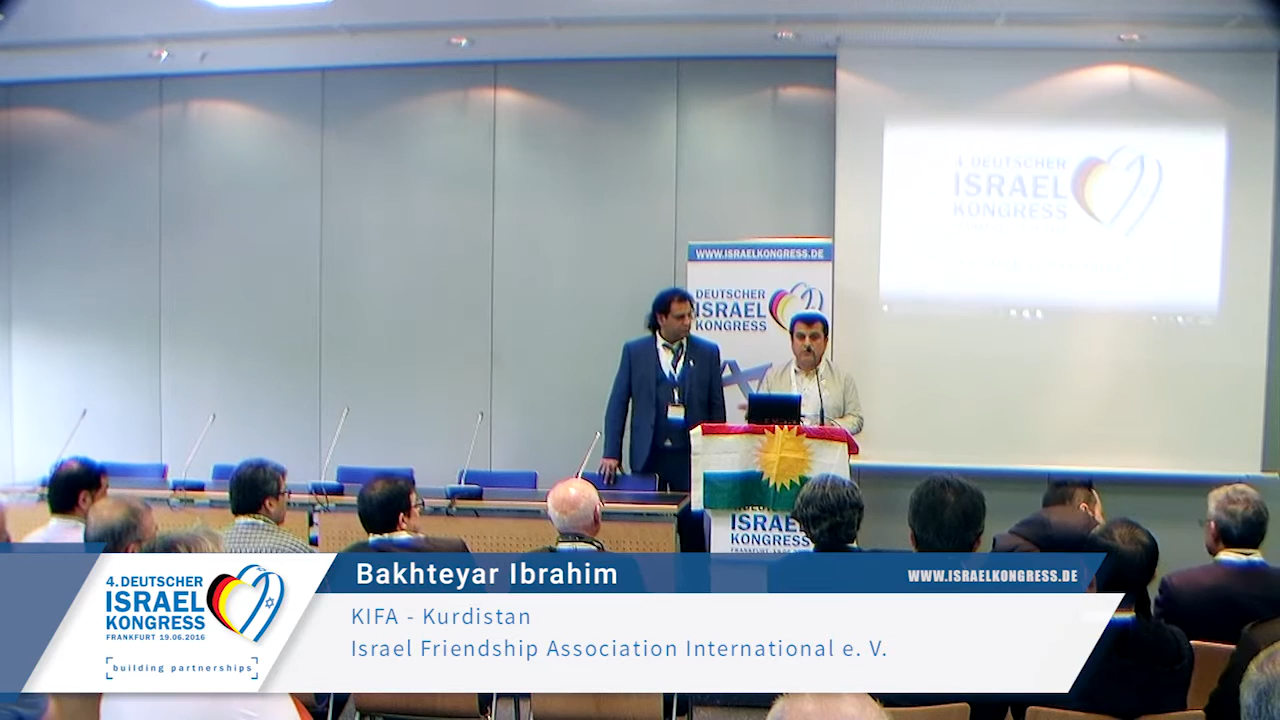 4. DEUTSCHER
ISRAEL
KONGRESS
WWW.ISRAELKONGRESS.DE
DEUTSCHER
ISRAEL
KONGRESS
ISRAEL
KONGRESS
Bakhteyar Ibrahim
WWW.ISRAELKONGRESS.DE
4. DEUTSCHER
ISRAEL
KONGRESS
FRANKFURT 19.06.2016
building partnerships
KIFA - Kurdistan
Israel Friendship Association International e. V.